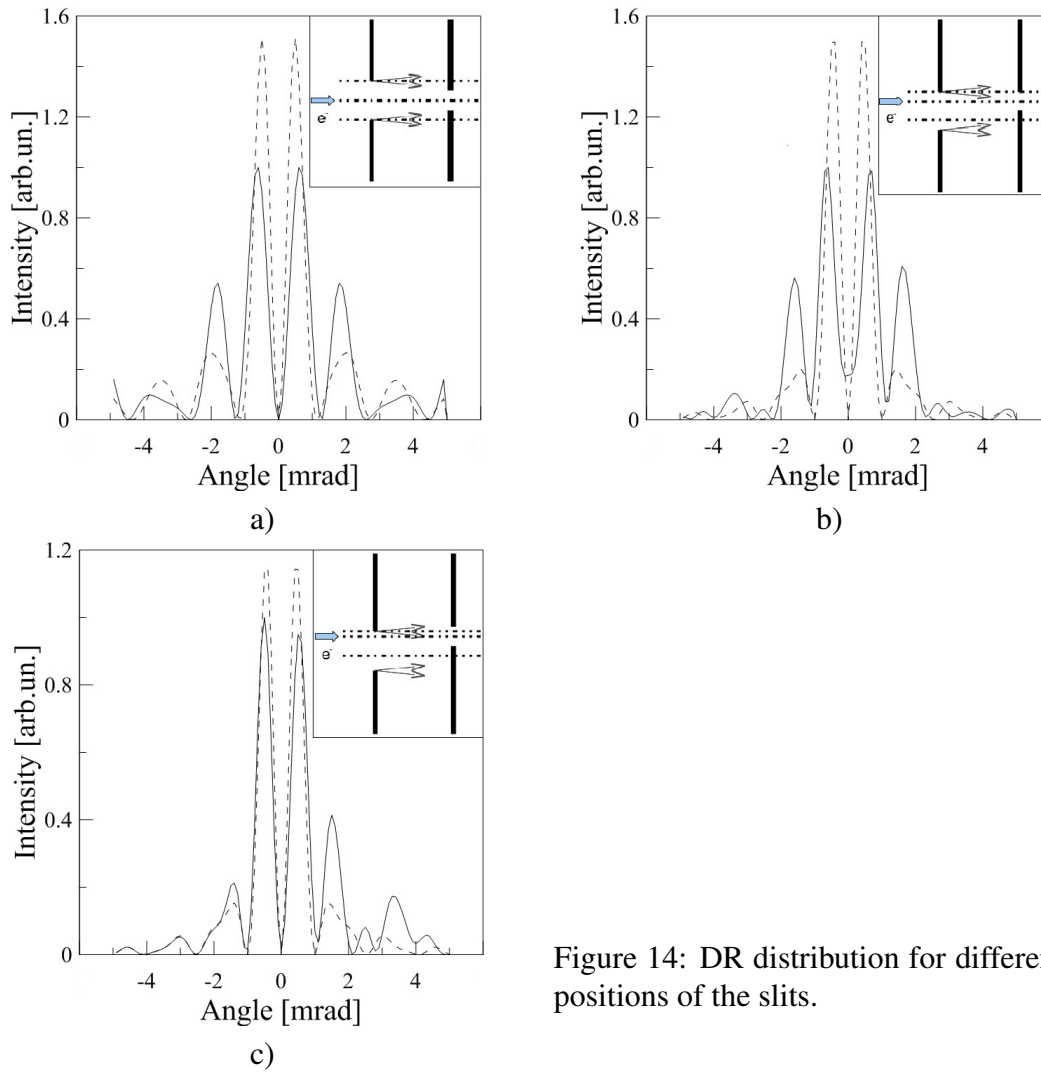 1.6
1.2
0.8
0.4
0
Intensity [arb.un.]
-4 -2 0 2 4
Angle [mrad]
e-
a)
1.6
1.2
0.8
0.4
0
Intensity [arb.un.]
-4 -2 0 2 4
Angle [mrad]
e-
b)
1.2
0.8
0.4
0
Intensity [arb.un.]
-4 -2 0 2 4
Angle [mrad]
e-
c)
Figure 14: DR distribution for differen
positions of the slits.